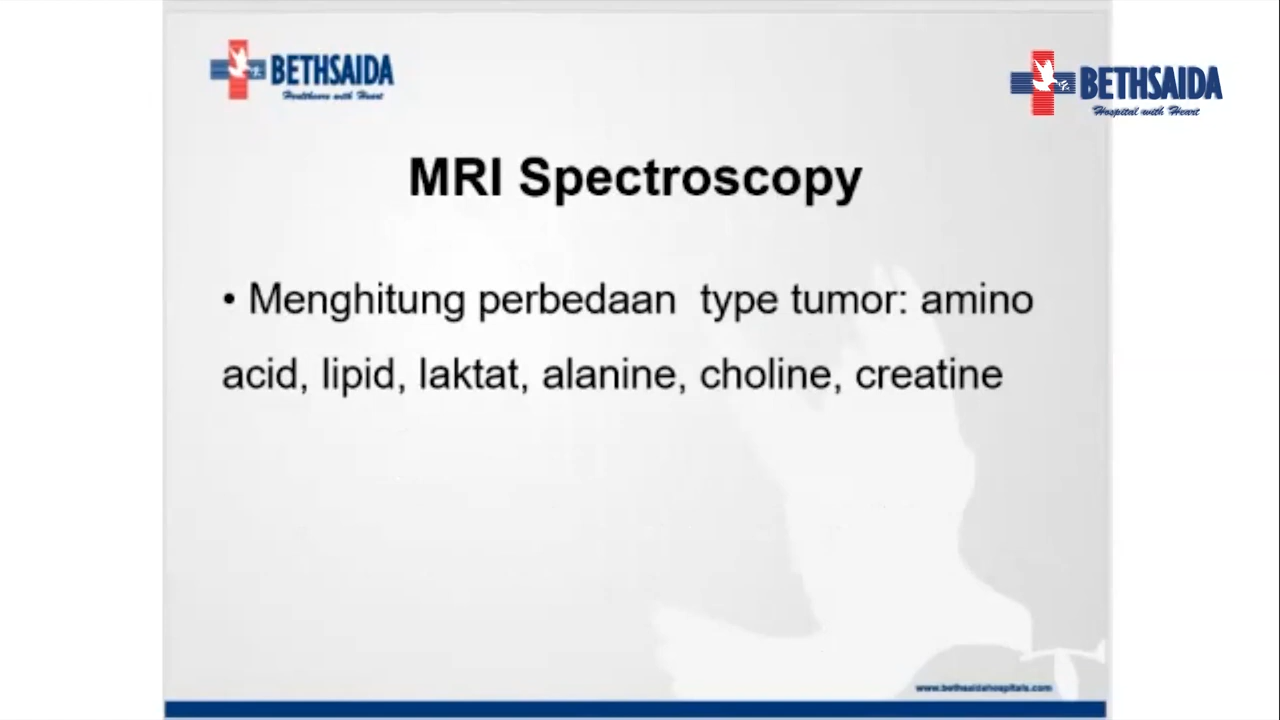 BETHSAIDA
Healthcare with Heart
BETHSAIDA
Hospital with Heart
MRI Spectroscopy
• Menghitung perbedaan type tumor: amino
acid, lipid, laktat, alanine, choline, creatine
www.bethsaidahospitals.com